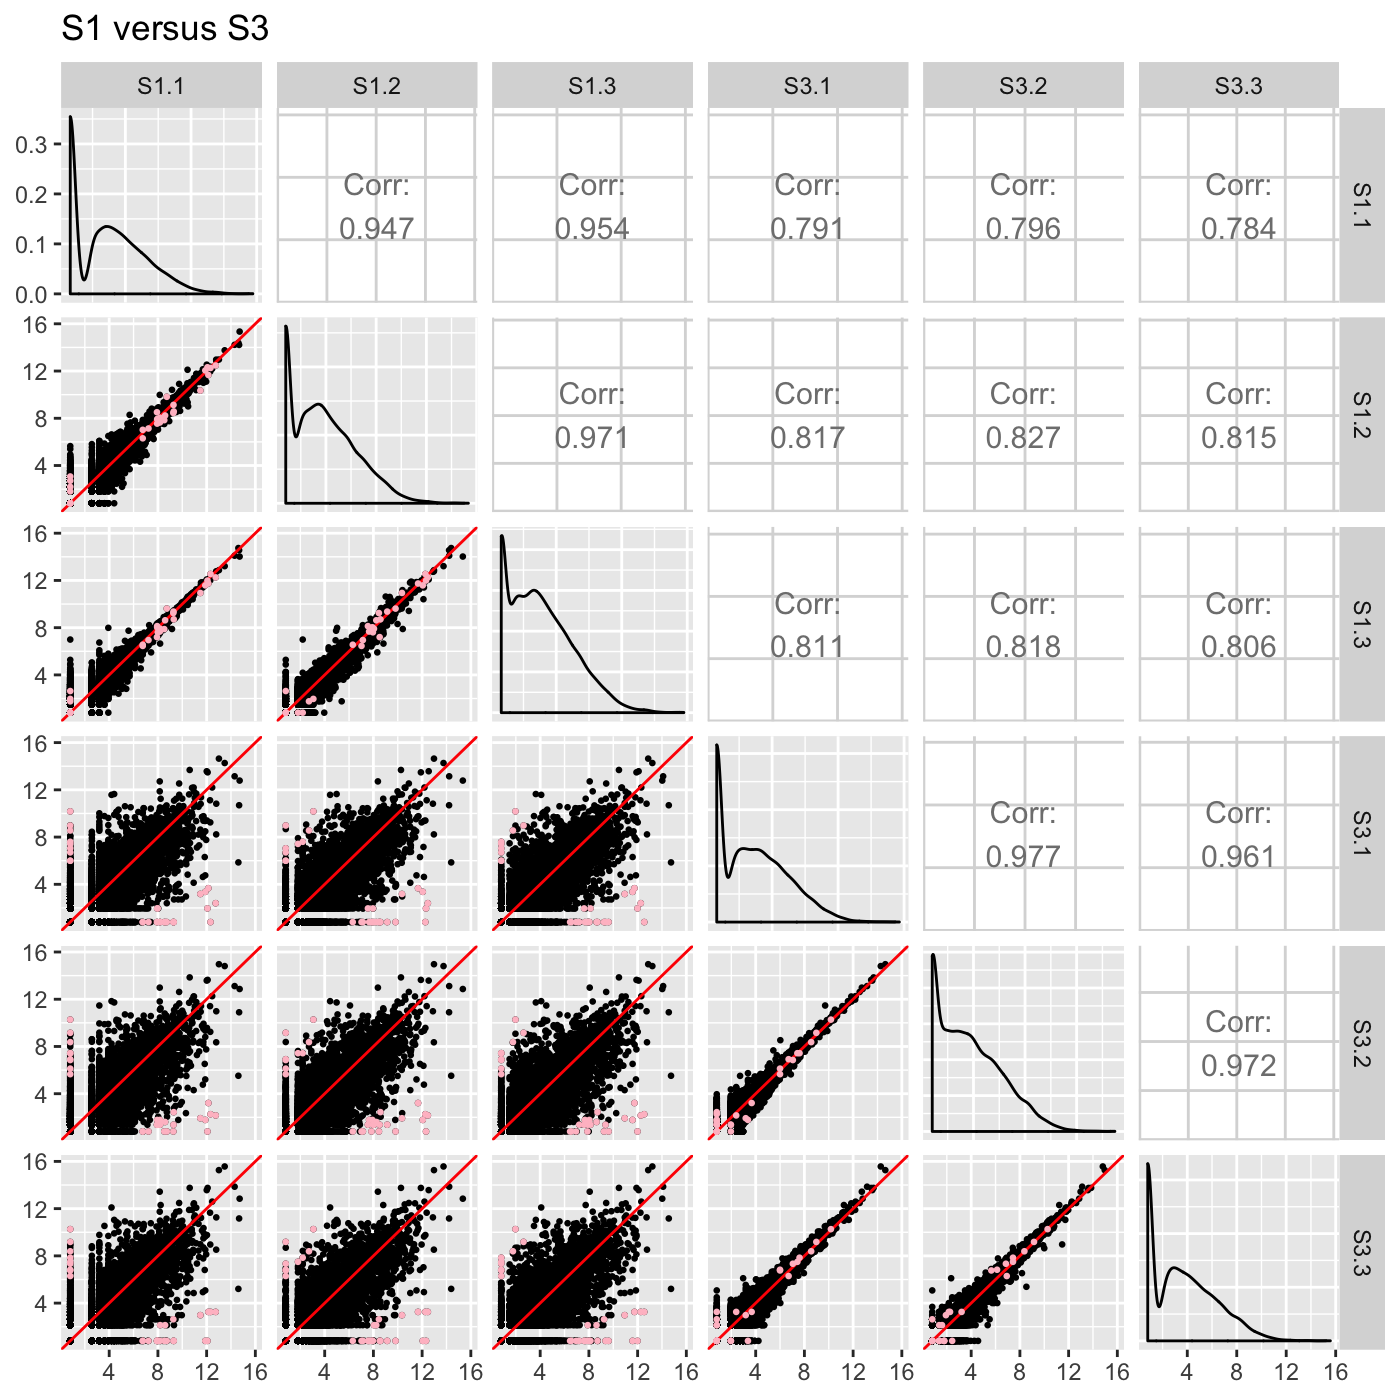 S1 versus S3
S1.1 S1.2 S1.3 S3.1 S3.2 S3.3
0.3
0.2
0.1
0.0
Corr: Corr: Corr: Corr: Corr:
0.947 0.954 0.791 0.796 0.784
S1.1
16
12
8
4
Corr: Corr: Corr: Corr:
0.971 0.817 0.827 0.815
S1.2
16
12
8
4
Corr: Corr: Corr:
0.811 0.818 0.806
S1.3
16
12
8
4
Corr: Corr:
0.977 0.961
S3.1
16
12
8
4
Corr:
0.972
S3.2
16
12
8
4
S3.3
4 8 12 16 4 8 12 16 4 8 12 16 4 8 12 16 4 8 12 16 4 8 12 16